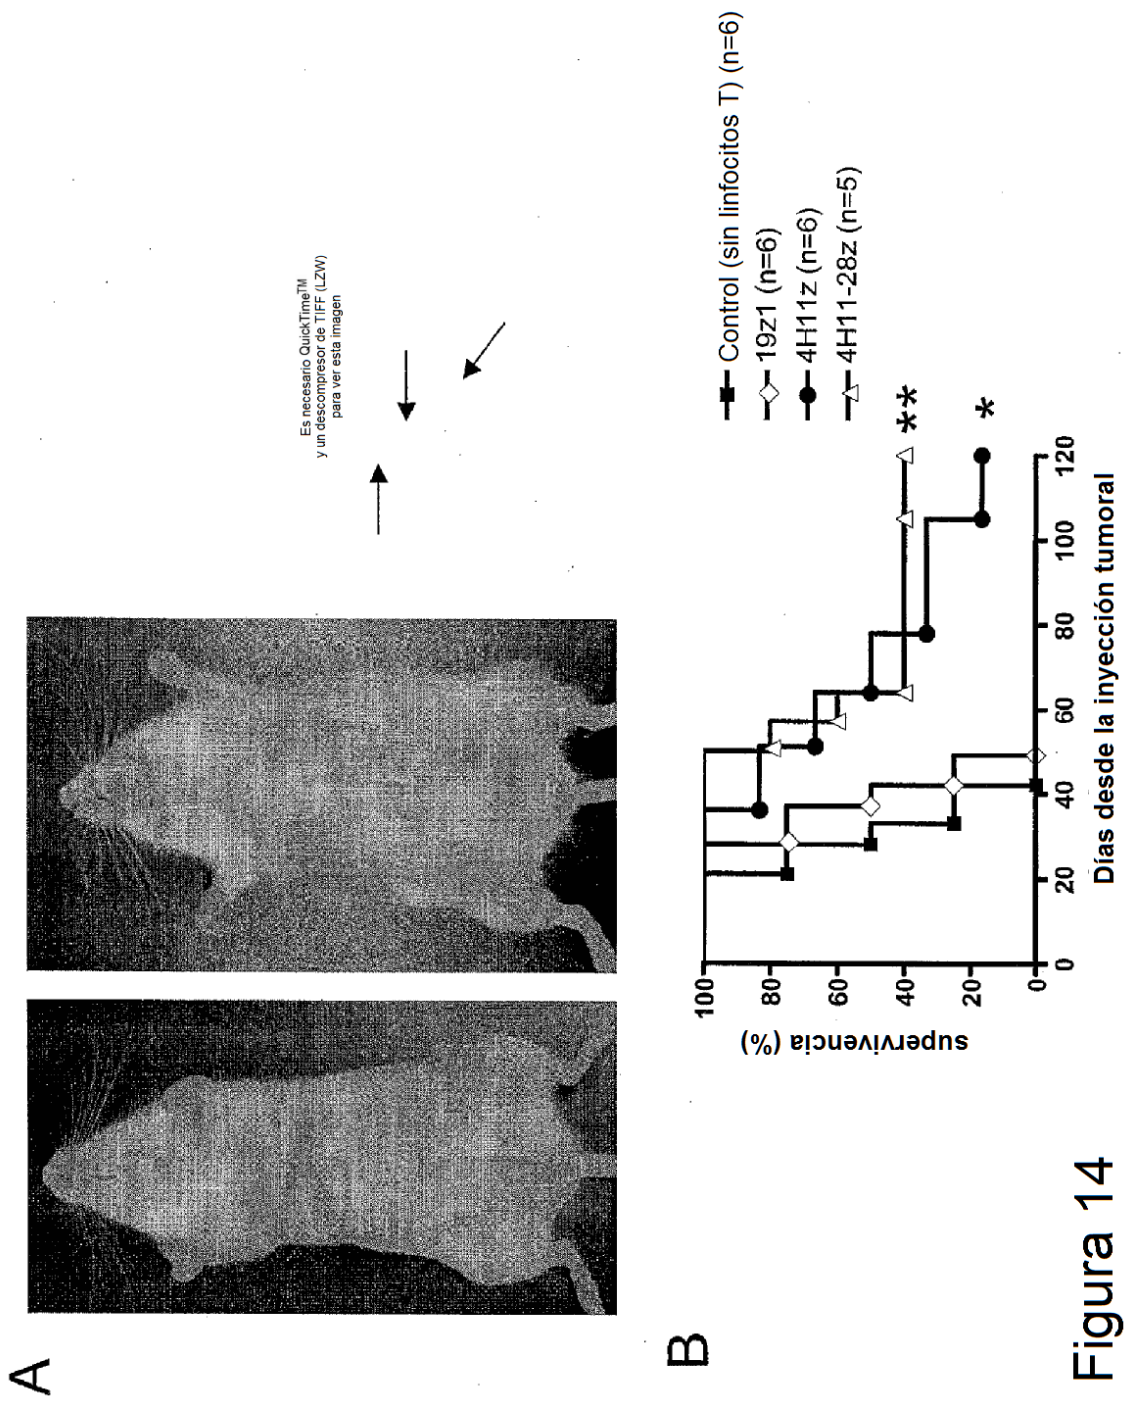 A
Es necesario QuickTime™
y un descompresor de TIFF (LZW)
para ver esta imagen
B
supervivencia (%)
100
80
60
40
20
0
0
20
40
60
80
100
120
Días desde la inyección tumoral
**
*
Control (sin linfocitos T) (n=6)
19z1 (n=6)
4H11z (n=6)
4H11-28z (n=5)
Figura 14